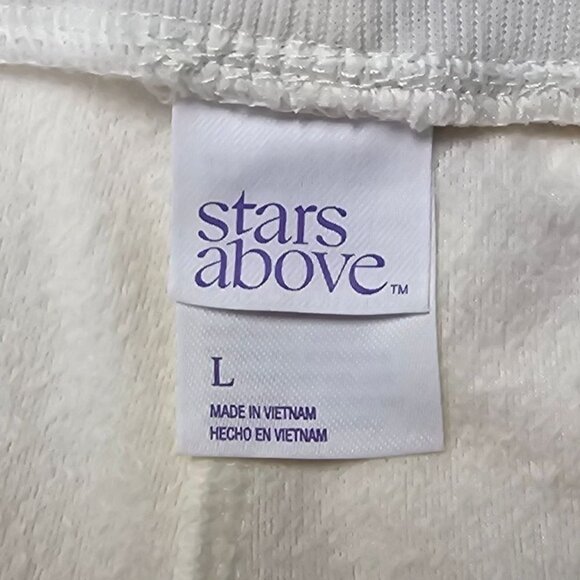 stars
above™
L
MADE IN VIETNAM
HECHO EN VIETNAM